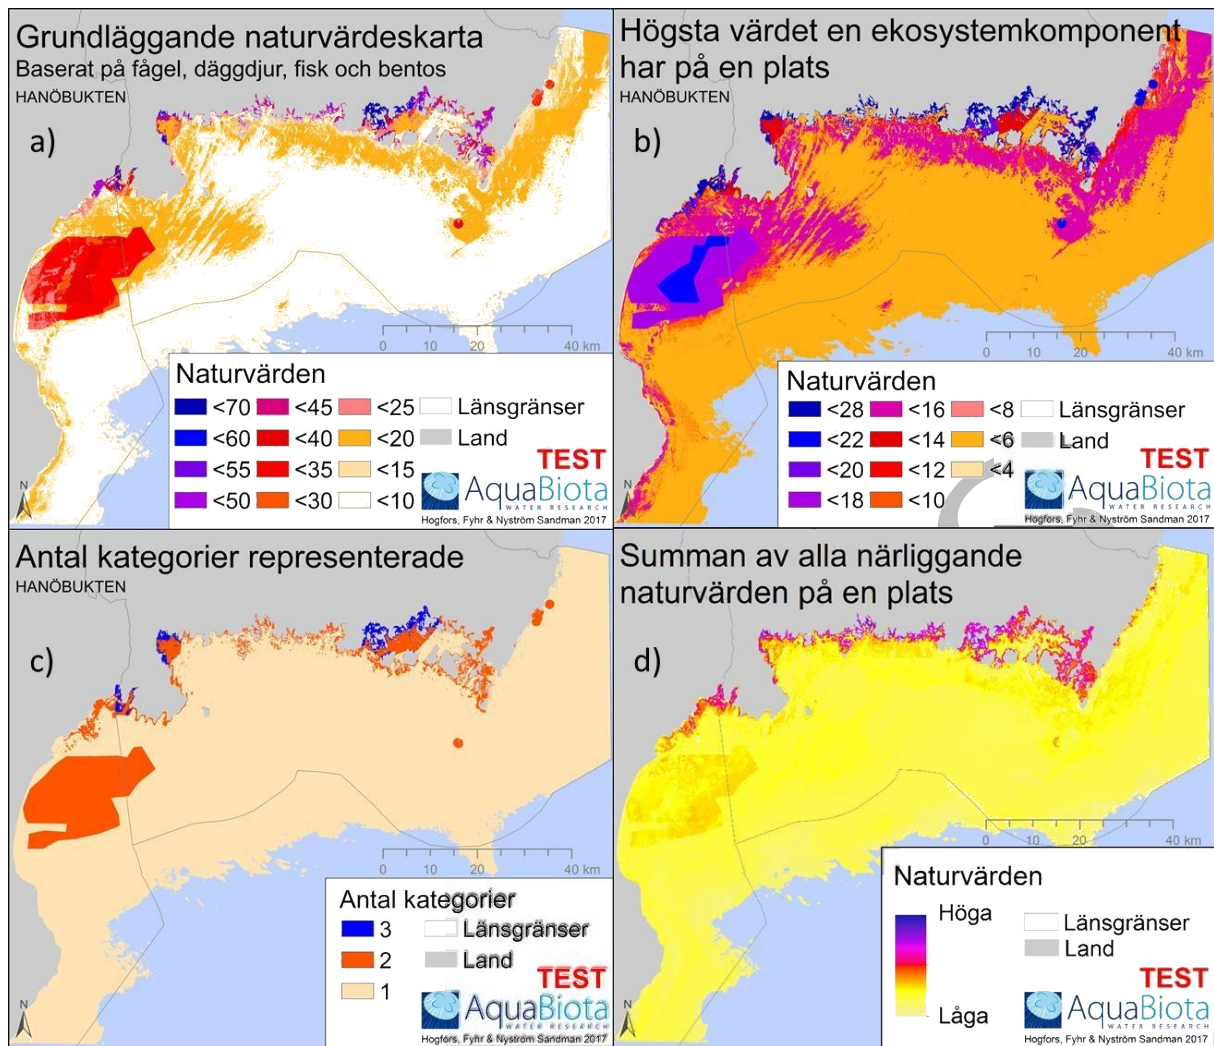 Grundläggande naturvärdeskarta
Baserat på fågel, däggdjur, fisk och bentos
HANÖBUKTEN
a)
0 10 20 40 km
Naturvärden
<70 <45 <25 Länsgränser
<60 <40 <20 Land
<55 <35 <15
<50 <30 <10
TEST
AquaBiota
WATER RESEARCH
Hogfors, Fyhr & Nyström Sandman 2017
N
Högsta värdet en ekosystemkomponent
har på en plats
HANÖBUKTEN
b)
0 10 20 40 km
Naturvärden
<28 <16 <8 Länsgränser
<22 <14 <6 Land
<20 <12 <4
<18 <10
TEST
AquaBiota
WATER RESEARCH
Hogfors, Fyhr & Nyström Sandman 2017
N
Antal kategorier representerade
HANÖBUKTEN
c)
0 10 20 40 km
Antal kategorier
3 Länsgränser
2 Land
1
TEST
AquaBiota
WATER RESEARCH
Hogfors, Fyhr & Nyström Sandman 2017
N
Summan av alla närliggande
naturvärden på en plats
d)
0 10 20 40 km
Naturvärden
Höga
Länsgränser
Land
Låga
TEST
AquaBiota
WATER RESEARCH
Hogfors, Fyhr & Nyström Sandman 2017
N